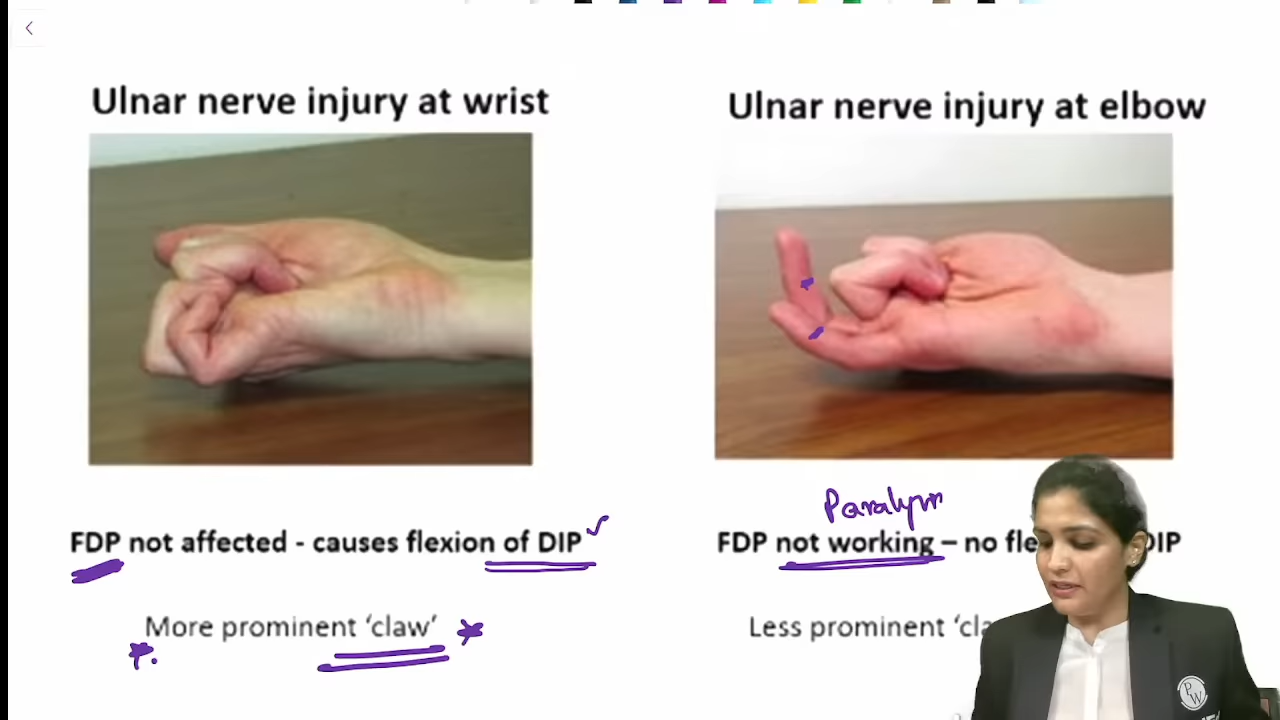 Ulnar nerve injury at wrist
Ulnar nerve injury at elbow
FDP not affected - causes flexion of DIP
More prominent ‘claw’
FDP not working – no fle DIP
Less prominent ‘cla
PW